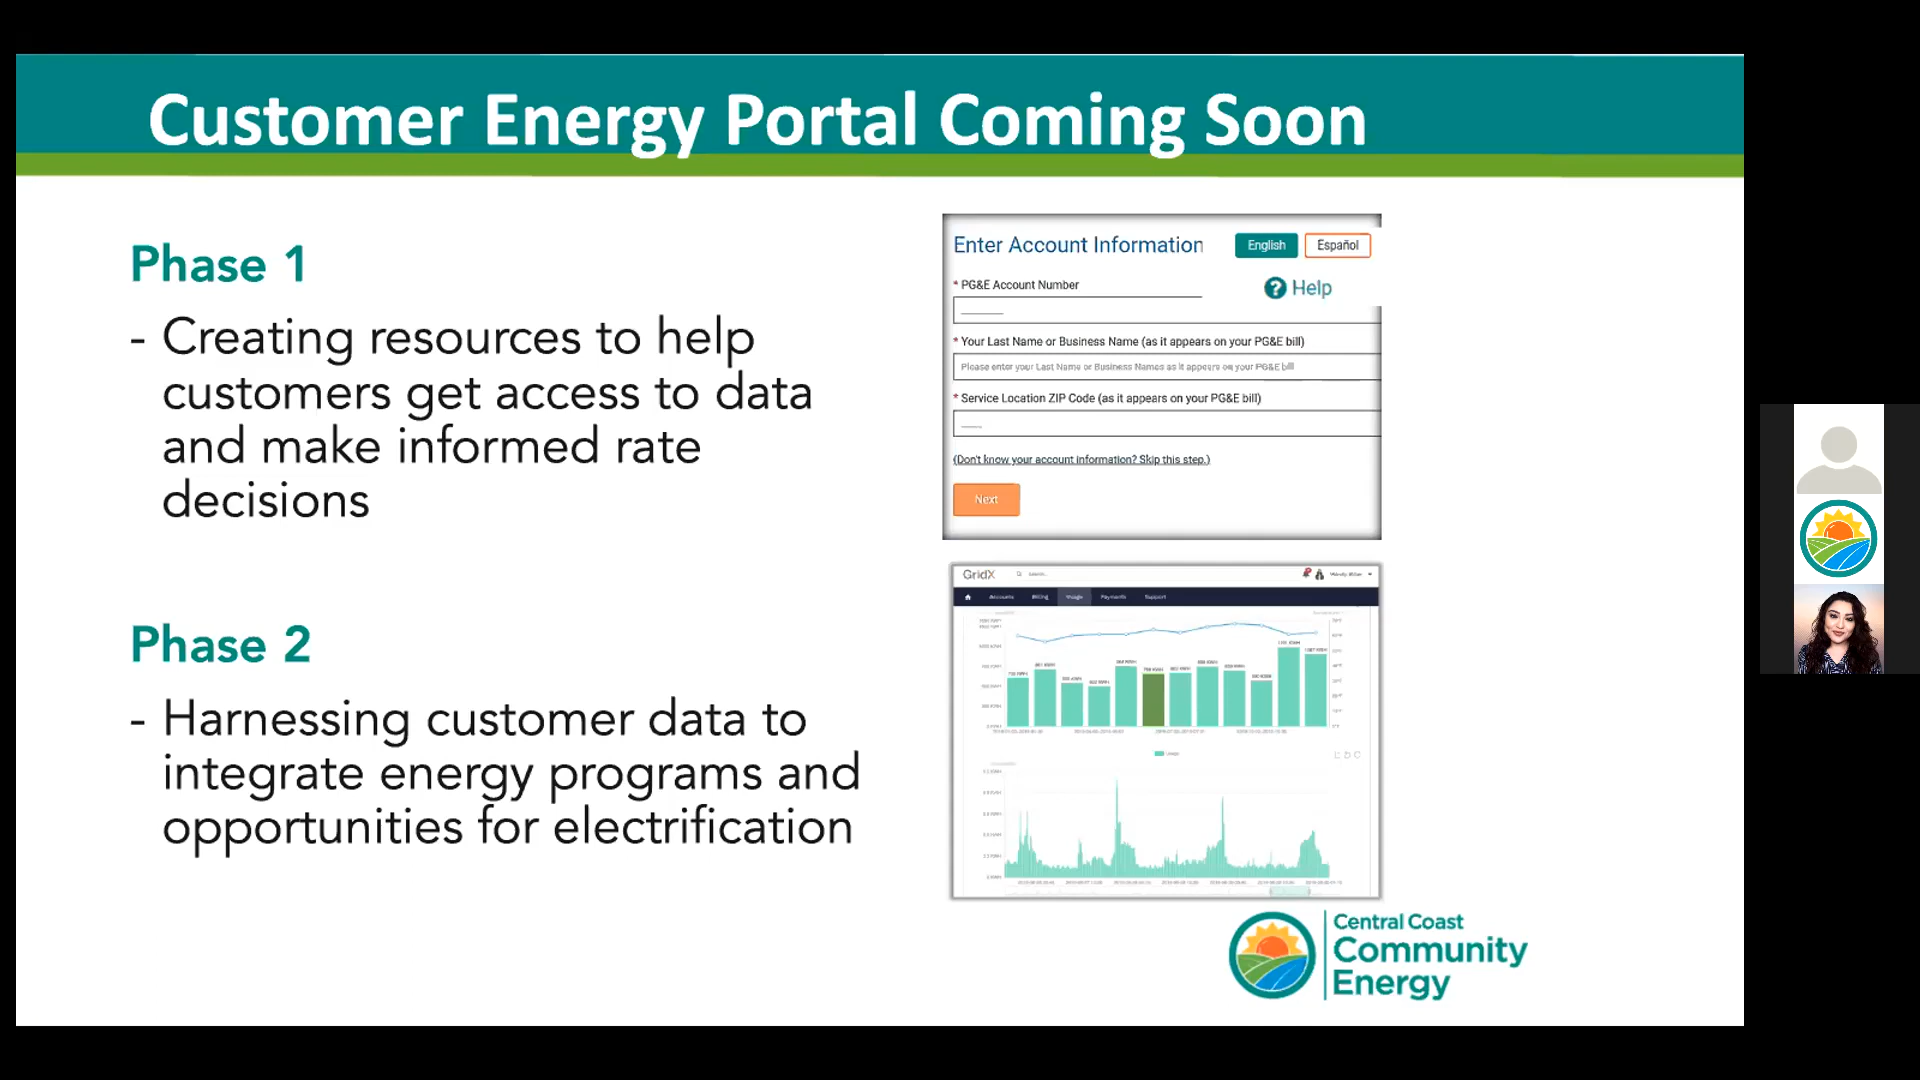 Customer Energy Portal Coming Soon
Phase 1
- Creating resources to help
customers get access to data
and make informed rate
decisions
Phase 2
- Harnessing customer data to
integrate energy programs and
opportunities for electrification
Enter Account Information
English
Español
Help
* PG&E Account Number
* Your Last Name or Business Name (as it appears on your PG&E bill)
Please enter your Last Name or Business Names as it appears on your PG&E bill
* Service Location ZIP Code (as it appears on your PG&E bill)
(Don't know your account information? Skip this step.)
Next
GridX
Accounts
Billing
Usage
Payments
Support
Central Coast
Community
Energy